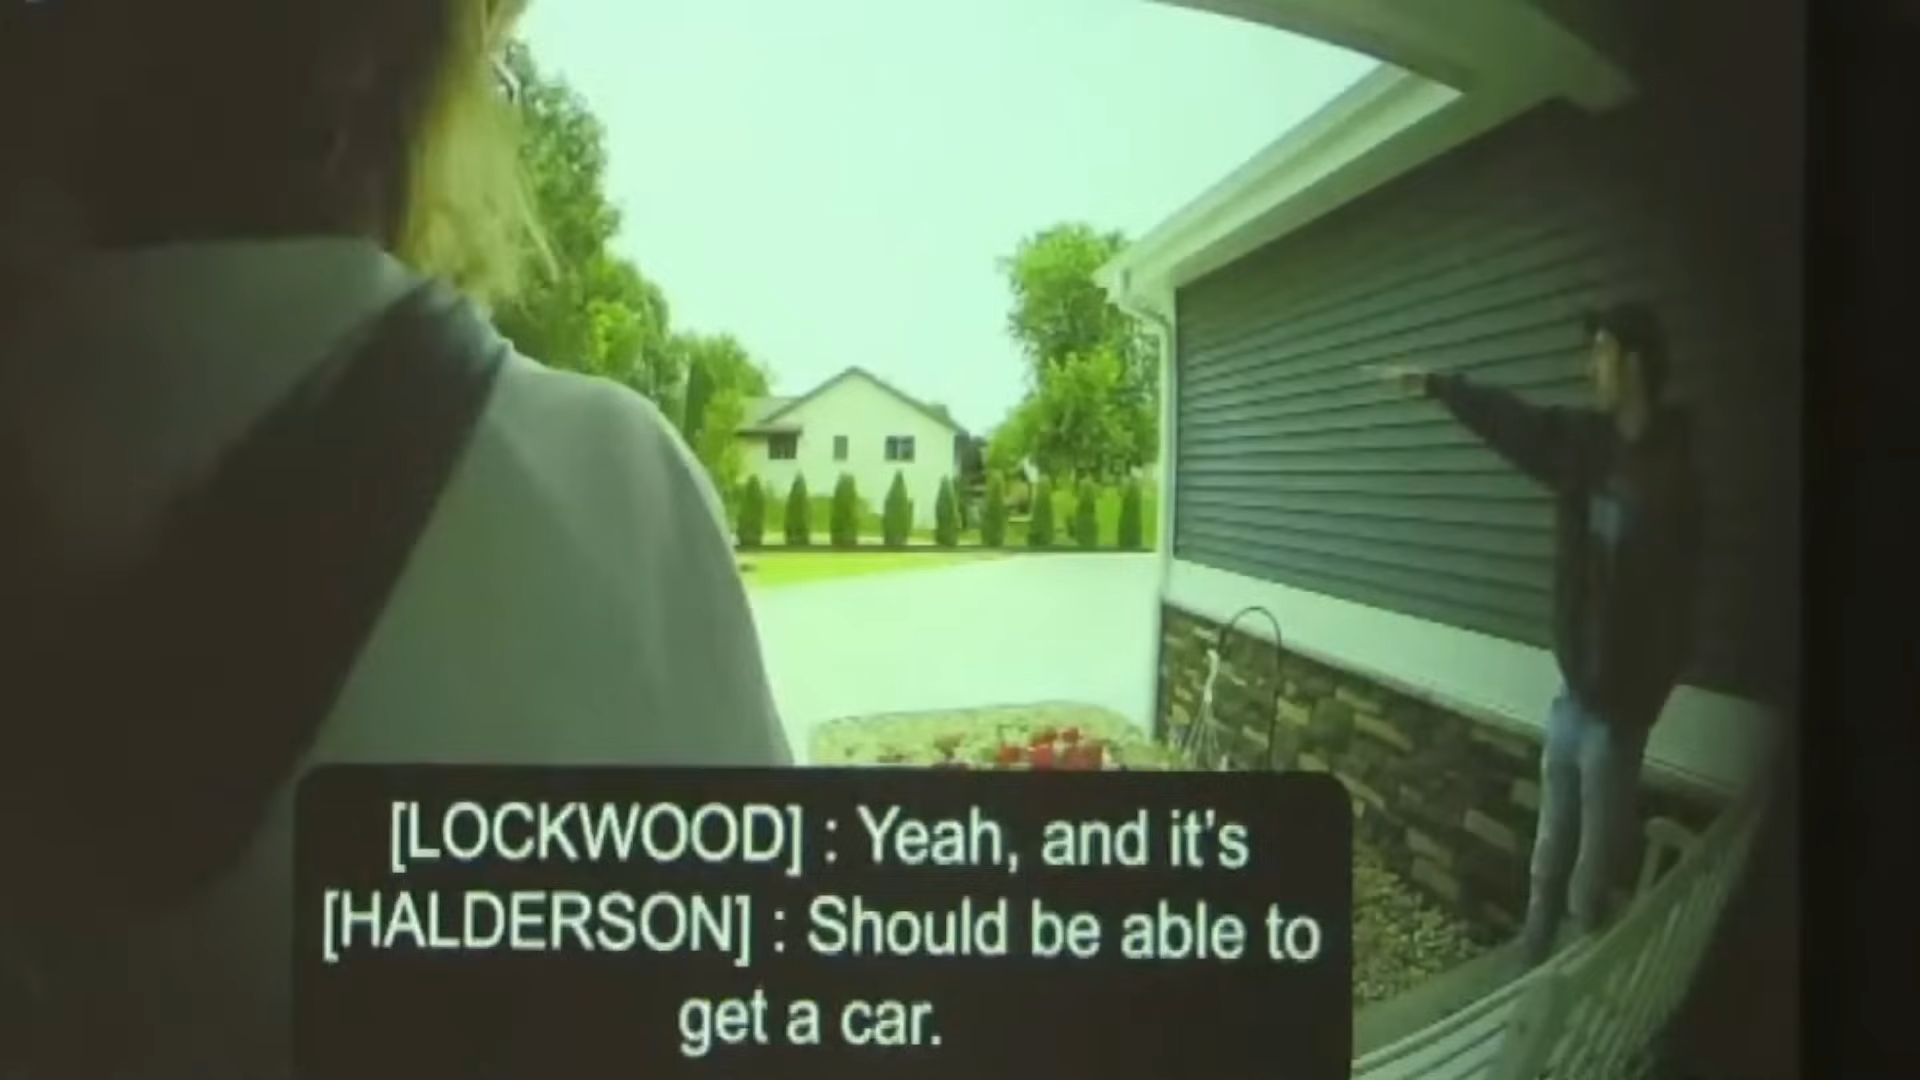 [LOCKWOOD] : Yeah, and it's
[HALDERSON] : Should be able to
get a car.